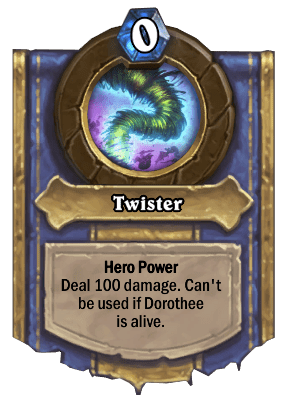 0
Twister
Hero Power
Deal 100 damage. Can't
be used if Dorothee
is alive.